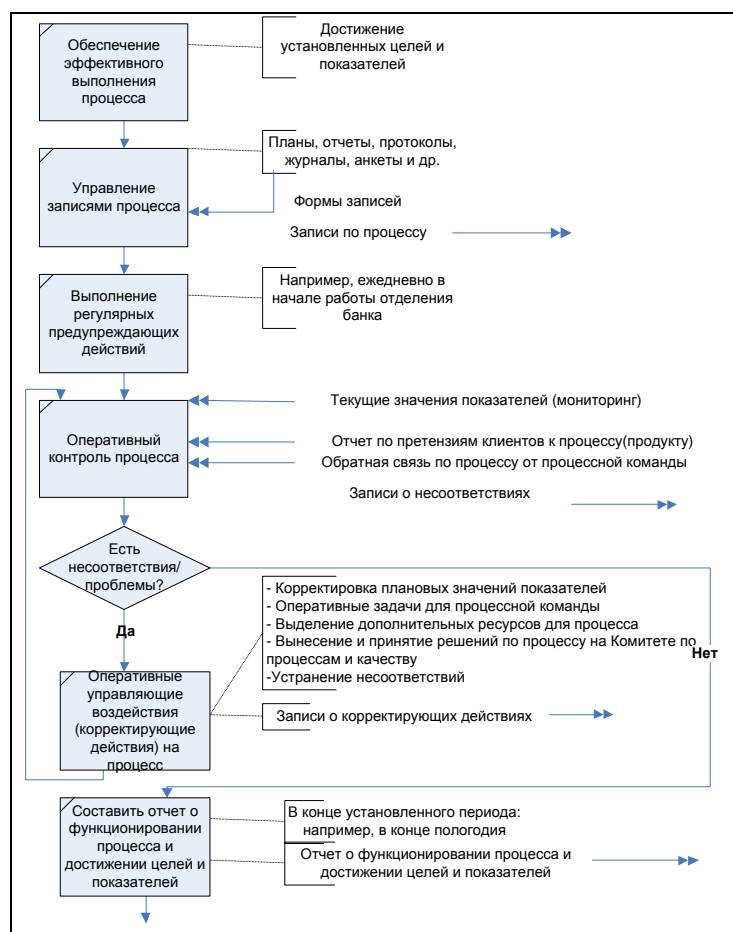 Обеспечение
эффективного
выполнения
процесса
Достижение
установленных целей и
показателей
Управление
записями процесса
Планы, отчеты, протоколы,
журналы, анкеты и др.
Формы записей
Записи по процессу
Выполнение
регулярных
предупреждающих
действий
Например, ежедневно в
начале работы отделения
банка
Оперативный
контроль процесса
Текущие значения показателей (мониторинг)
Отчет по претензиям клиентов к процессу(продукту)
Обратная связь по процессу от процессной команды
Записи о несоответствиях
Есть
несоответствия/
проблемы?
Да
Нет
- Корректировка плановых значений показателей
- Оперативные задачи для процессной команды
- Выделение дополнительных ресурсов для процесса
- Вынесение и принятие решений по процессу на Комитете по
процессам и качеству
-Устранение несоответствий
Оперативные
управляющие
воздействия
(корректирующие
действия) на
процесс
Записи о корректирующих действиях
Составить отчет о
функционировании
процесса и
достижении целей и
показателей
В конце установленного периода:
например, в конце пологодия
Отчет о функционировании процесса и
достижении целей и показателей